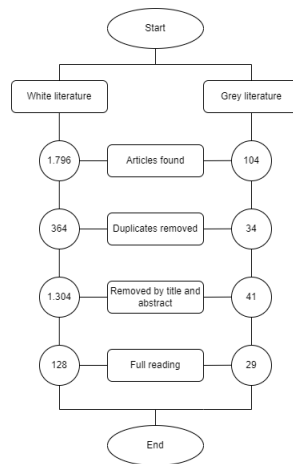 Start
White literature
Grey literature
1.796
Articles found
104
364
Duplicates removed
34
1.304
Removed by title and
abstract
41
128
Full reading
29
End